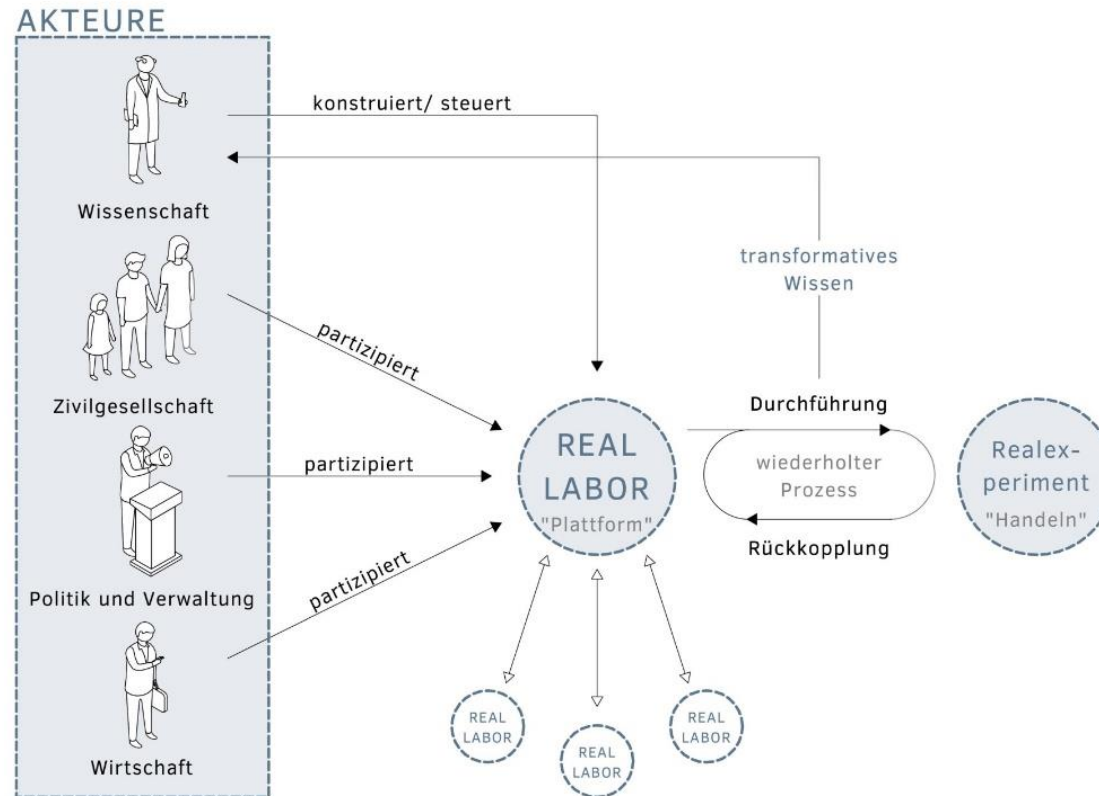 AKTEURE
konstruiert/ steuert
Wissenschaft
transformatives
Wissen
partizipiert
Zivilgesellschaft
partizipiert
Politik und Verwaltung
partizipiert
Wirtschaft
REAL
LABOR
"Plattform"
Durchführung
wiederholter
Prozess
Rückkopplung
Realex-
periment
"Handeln"
REAL
LABOR
REAL
LABOR
REAL
LABOR